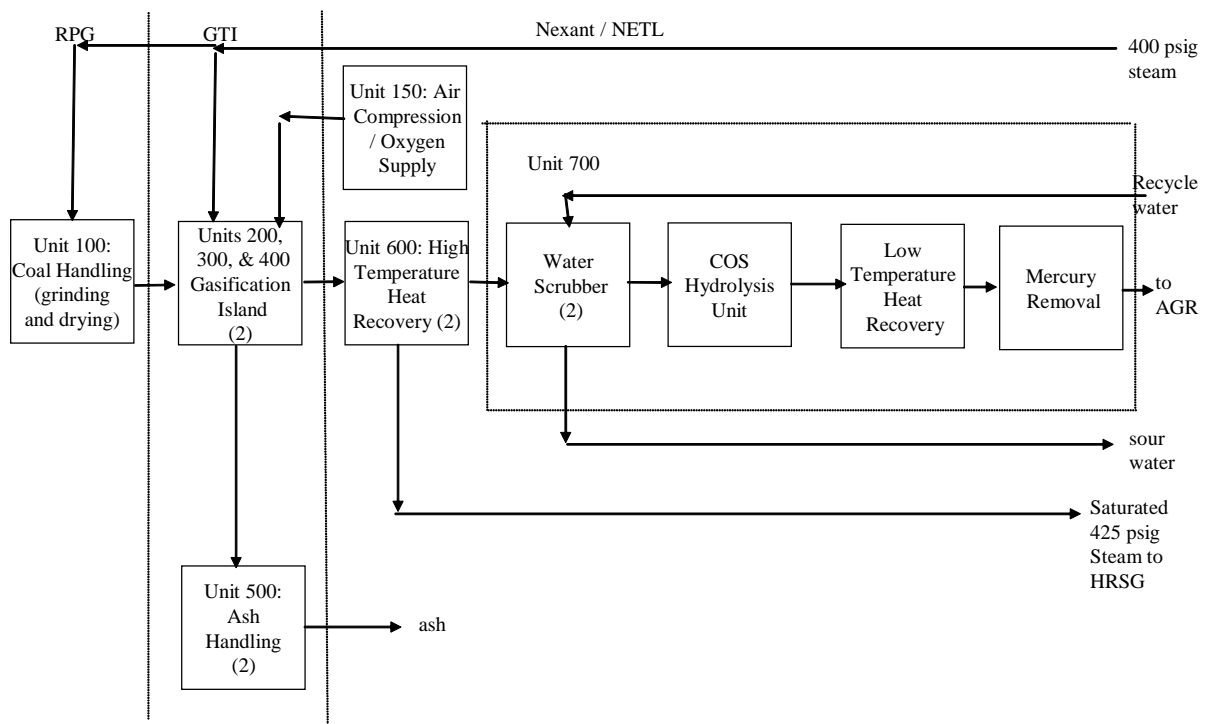 RPG
GTI
Nexant / NETL
400 psig
steam
Unit 150: Air
Compression
/ Oxygen
Supply
Unit 700
Recycle
water
Unit 100:
Coal Handling
(grinding
and drying)
Units 200,
300, & 400
Gasification
Island
(2)
Unit 600: High
Temperature
Heat
Recovery (2)
Water
Scrubber
(2)
COS
Hydrolysis
Unit
Low
Temperature
Heat
Recovery
Mercury
Removal
to
AGR
sour
water
Saturated
425 psig
Steam to
HRSG
Unit 500:
Ash
Handling
(2)
ash